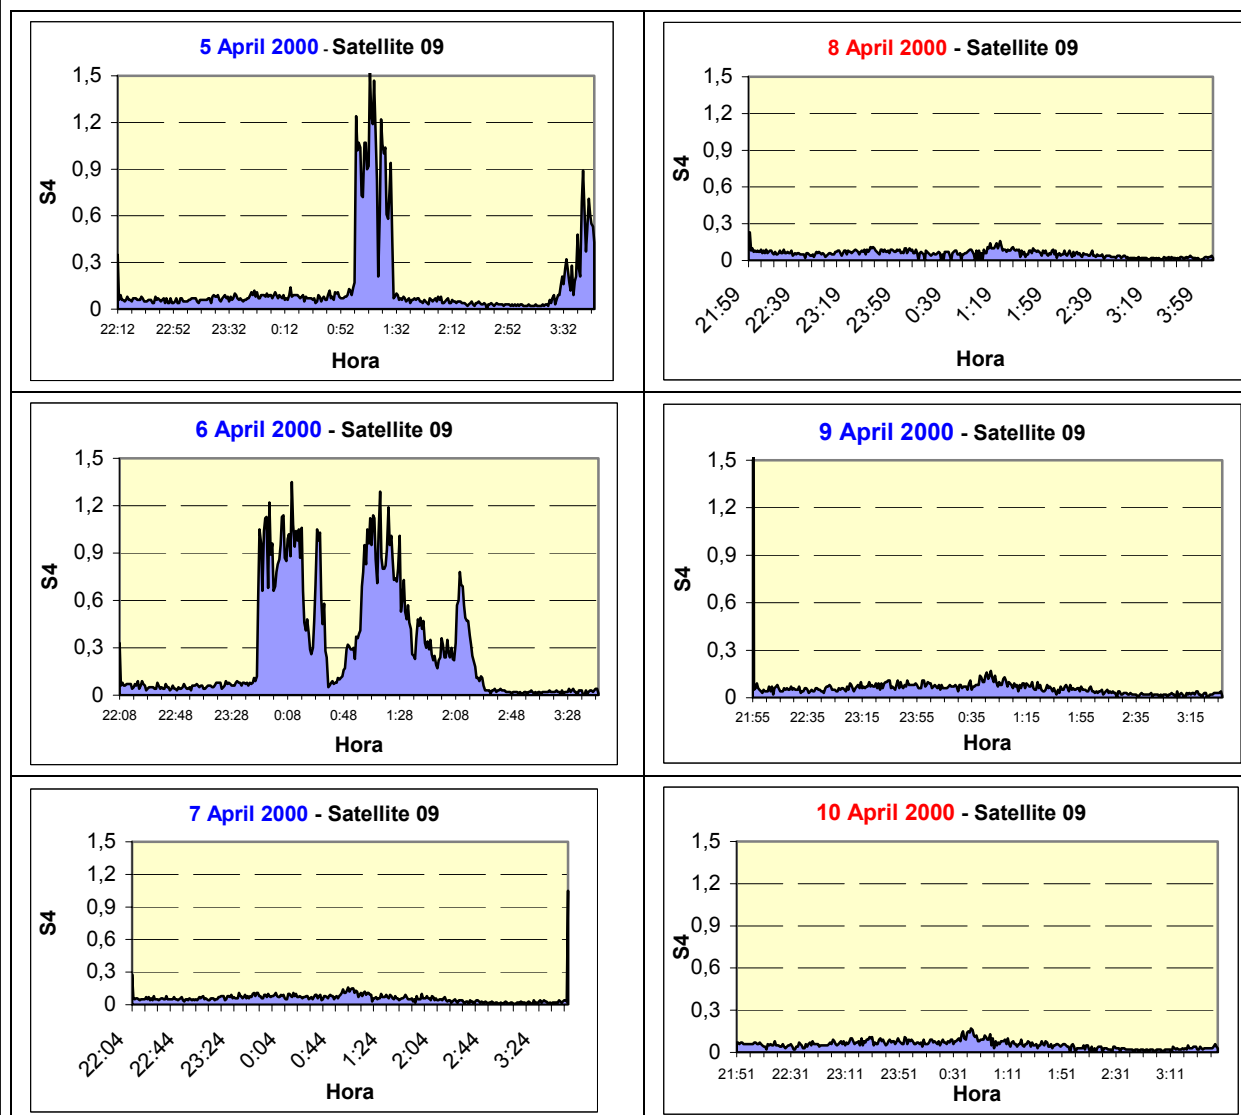 5 April 2000 - Satellite 09
1,5
1,2
0,9
0,6
0,3
0
S4
22:12 22:52 23:32 0:12 0:52 1:32 2:12 2:52 3:32
Hora
8 April 2000 - Satellite 09
1,5
1,2
0,9
0,6
0,3
0
S4
21:59 22:39 23:19 23:59 0:39 1:19 1:59 2:39 3:19 3:59
Hora
6 April 2000 - Satellite 09
1,5
1,2
0,9
0,6
0,3
0
S4
22:08 22:48 23:28 0:08 0:48 1:28 2:08 2:48 3:28
Hora
9 April 2000 - Satellite 09
1,5
1,2
0,9
0,6
0,3
0
S4
21:55 22:35 23:15 23:55 0:35 1:15 1:55 2:35 3:15
Hora
7 April 2000 - Satellite 09
1,5
1,2
0,9
0,6
0,3
0
S4
22:04 22:44 23:24 0:04 0:44 1:24 2:04 2:44 3:24
Hora
10 April 2000 - Satellite 09
1,5
1,2
0,9
0,6
0,3
0
S4
21:51 22:31 23:11 23:51 0:31 1:11 1:51 2:31 3:11
Hora